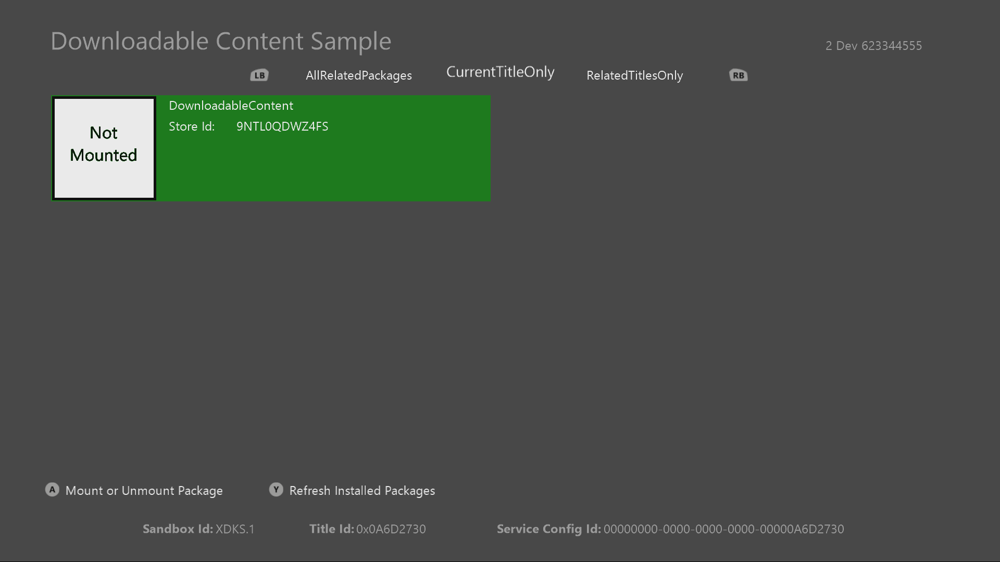 Downloadable Content Sample
2 Dev 623344555
LB AllRelatedPackages CurrentTitleOnly RelatedTitlesOnly RB
Not
Mounted
DownloadableContent
Store Id: 9NTL0QDWZ4FS
A Mount or Unmount Package Y Refresh Installed Packages
Sandbox Id: XDKS.1 Title Id: 0x0A6D2730 Service Config Id: 00000000-0000-0000-0000-00000A6D2730